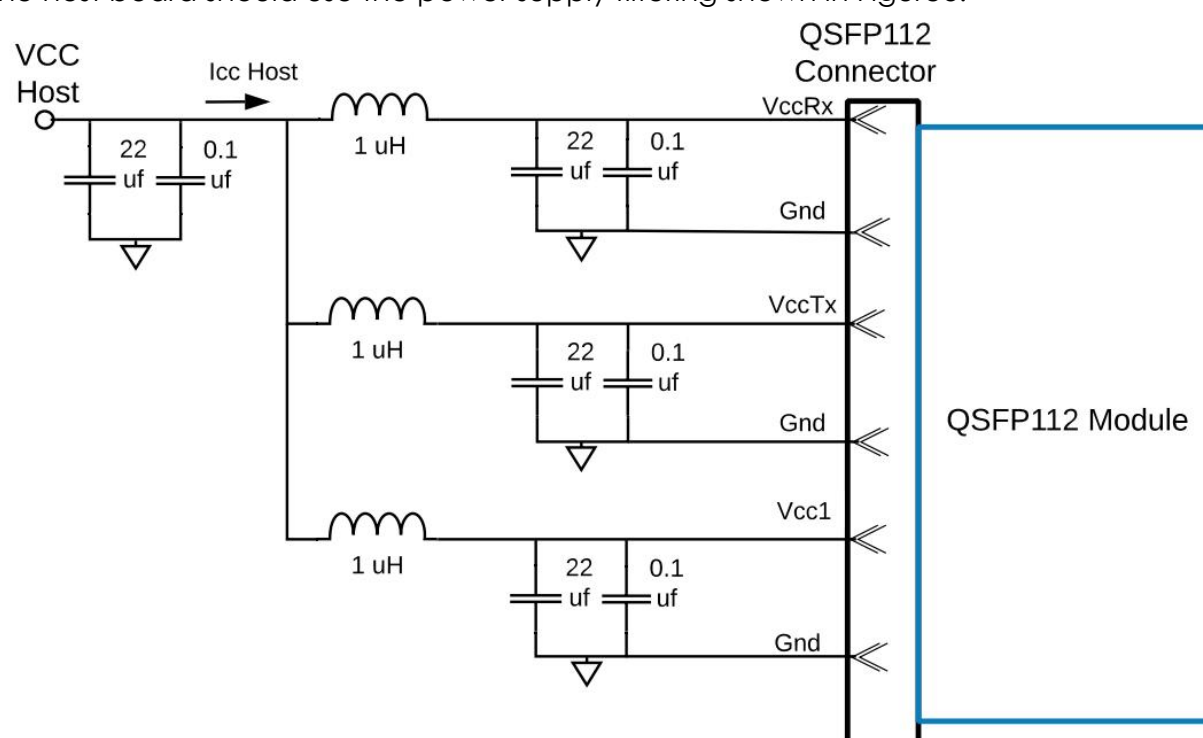 QSFP112
Connector
VCC
Host
Icc Host
VccRx
1 uH
22
uf
0.1
uf
22
uf
0.1
uf
Gnd
VccTx
1 uH
22
uf
0.1
uf
Gnd
QSFP112 Module
Vcc1
1 uH
22
uf
0.1
uf
Gnd